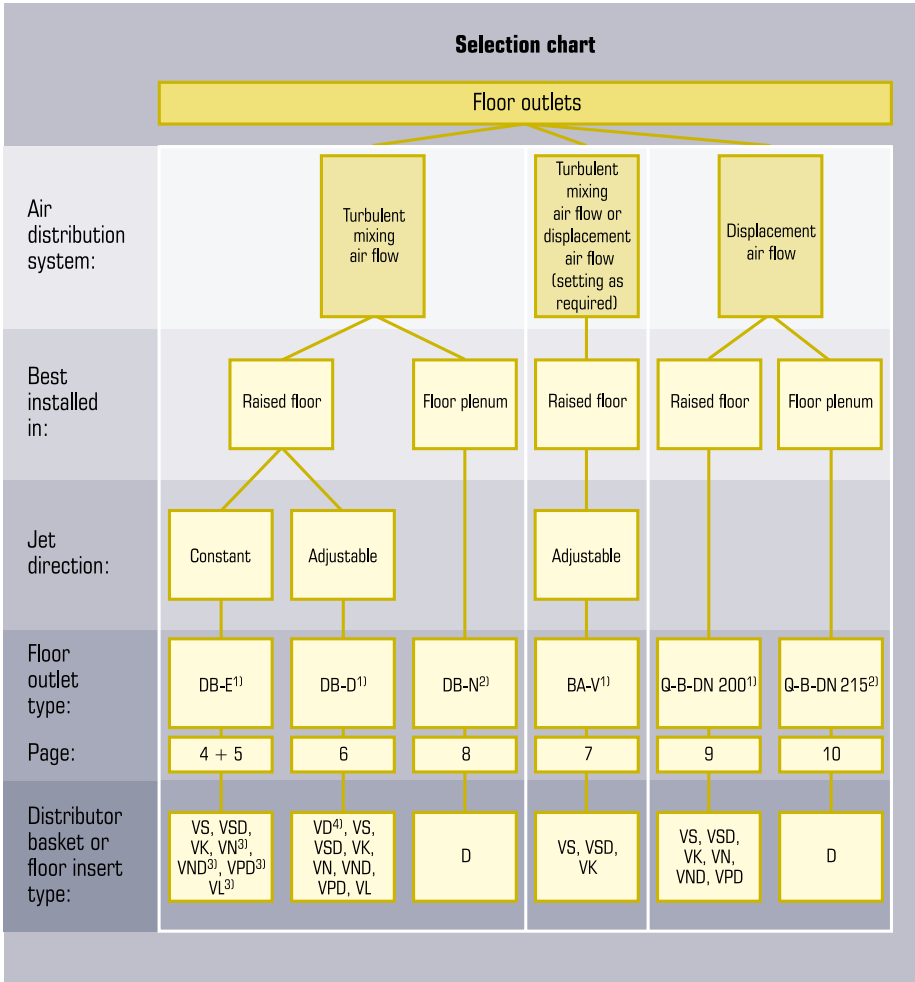 Selection chart
Floor outlets
Air
distribution
system:
Turbulent
mixing
air flow
Turbulent
mixing
air flow or
displacement
air flow
(setting as
required)
Displacement
air flow
Best
installed
in:
Raised floor
Floor plenum
Raised floor
Raised floor
Floor plenum
Jet
direction:
Constant
Adjustable
Adjustable
Floor
outlet
type:
DB-E1)
DB-D1)
DB-N2)
BA-V1)
Q-B-DN 2001)
Q-B-DN 2152)
Page:
4 + 5
6
8
7
9
10
Distributor
basket or
floor insert
type:
VS, VSD,
VK, VN3),
VND3), VPD3)
VL3)
VD4), VS,
VSD, VK,
VN, VND,
VPD, VL
D
VS, VSD,
VK
VS, VSD,
VK, VN,
VND, VPD
D